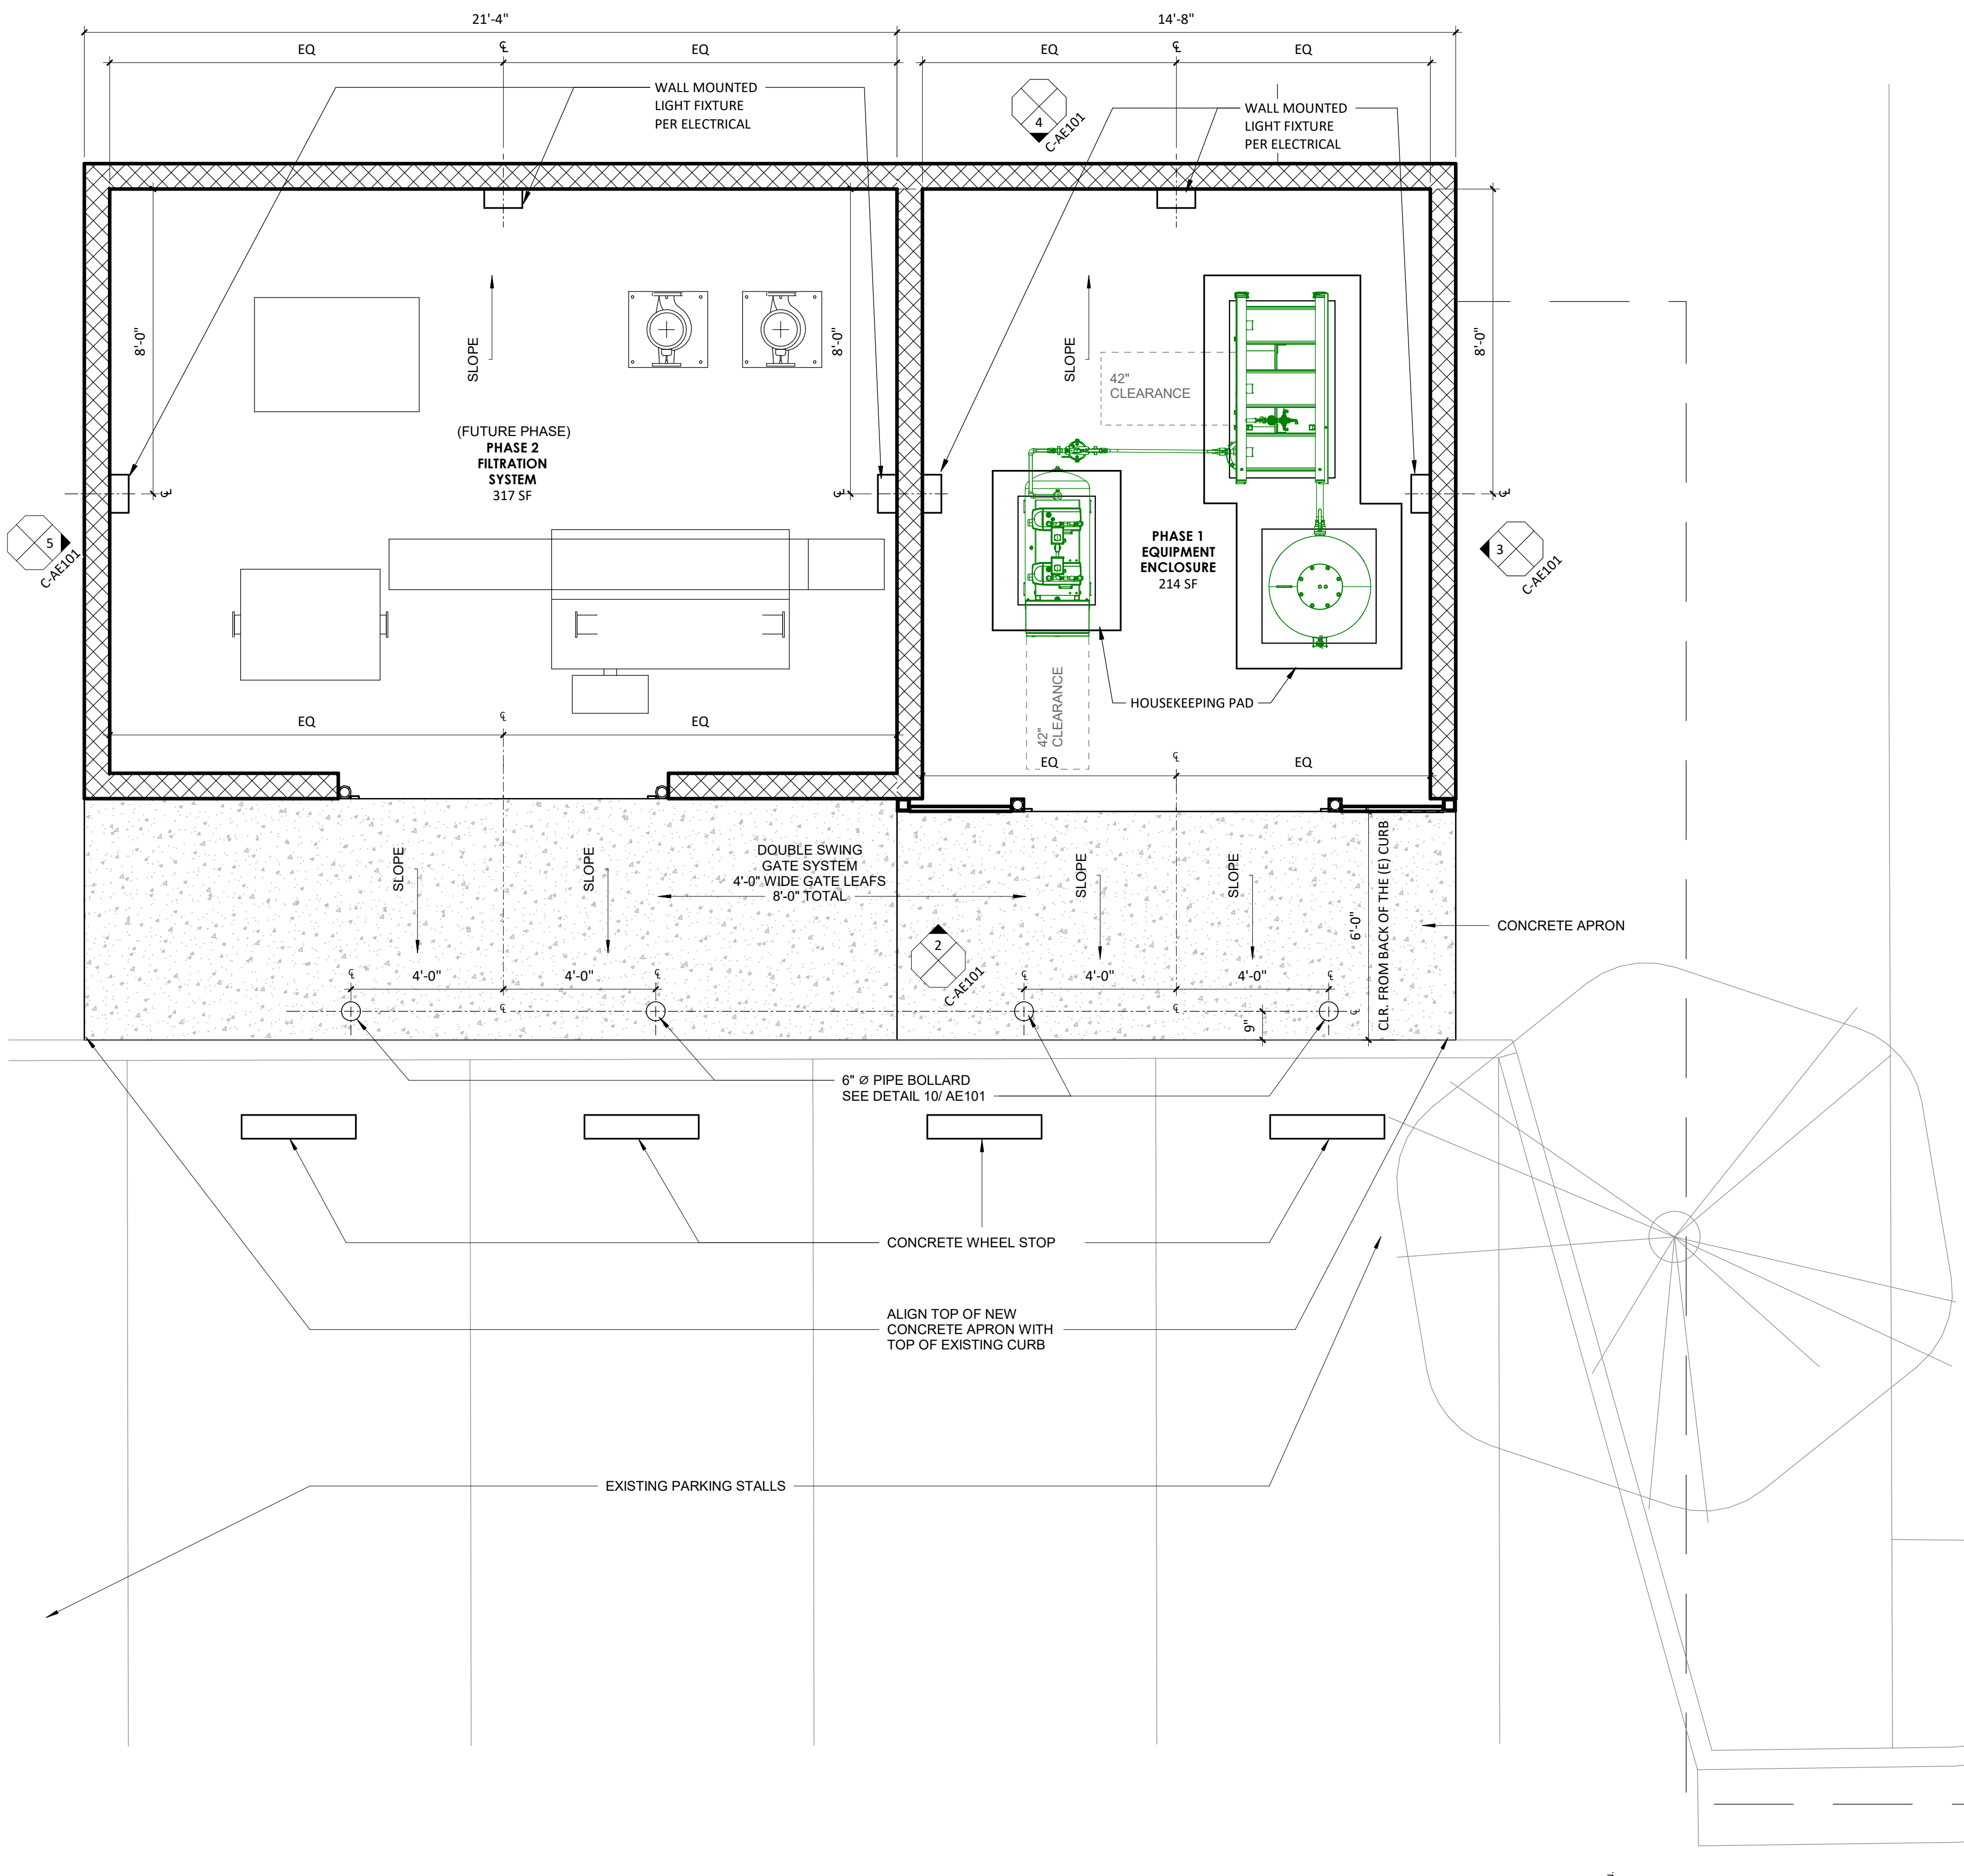 21'-4"
14'-8"
EQ
℄
EQ
EQ
℄
EQ
WALL MOUNTED
LIGHT FIXTURE
PER ELECTRICAL
4
C-AE101
WALL MOUNTED
LIGHT FIXTURE
PER ELECTRICAL
8'-0"
SLOPE
8'-0"
SLOPE
42"
CLEARANCE
8'-0"
(FUTURE PHASE)
PHASE 2
FILTRATION
SYSTEM
317 SF
℄
℄
℄
5
C-AE101
PHASE 1
EQUIPMENT
ENCLOSURE
214 SF
3
C-AE101
42"
CLEARANCE
HOUSEKEEPING PAD
EQ
℄
EQ
EQ
℄
EQ
SLOPE
SLOPE
DOUBLE SWING
GATE SYSTEM
4'-0" WIDE GATE LEAFS
8'-0" TOTAL
SLOPE
SLOPE
6'-0"
CLR. FROM BACK OF THE (E) CURB
CONCRETE APRON
2
C-AE101
℄
4'-0"
4'-0"
℄
℄
4'-0"
4'-0"
℄
℄
℄
℄
9"
6" Ø PIPE BOLLARD
SEE DETAIL 10/ AE101
CONCRETE WHEEL STOP
ALIGN TOP OF NEW
CONCRETE APRON WITH
TOP OF EXISTING CURB
EXISTING PARKING STALLS